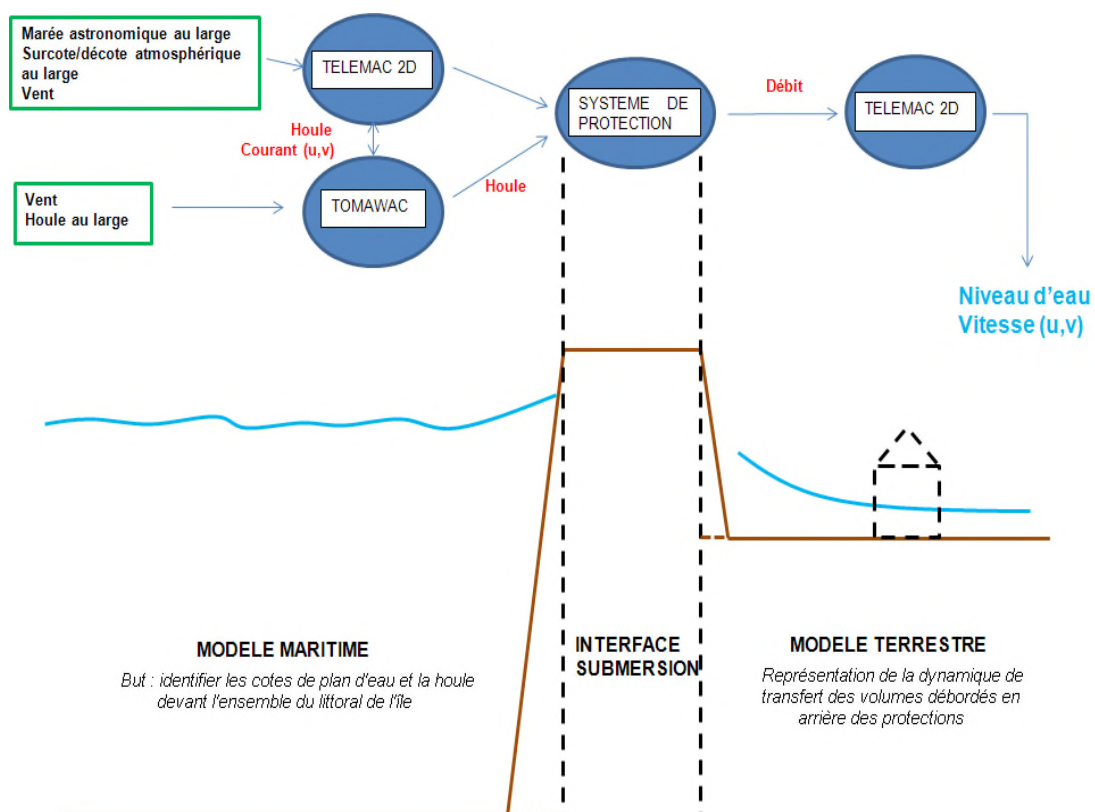 Marée astronomique au large
Surcote/décote atmosphérique
au large
Vent
TELEMAC 2D
Houle
Courant (u,v)
Vent
Houle au large
TOMAWAC
Houle
SYSTEME DE
PROTECTION
Débit
TELEMAC 2D
Niveau d'eau
Vitesse (u,v)
MODELE MARITIME
But : identifier les cotes de plan d'eau et la houle
devant l'ensemble du littoral de l'île
INTERFACE
SUBMERSION
MODELE TERRESTRE
Représentation de la dynamique de
transfert des volumes débordés en
arrière des protections